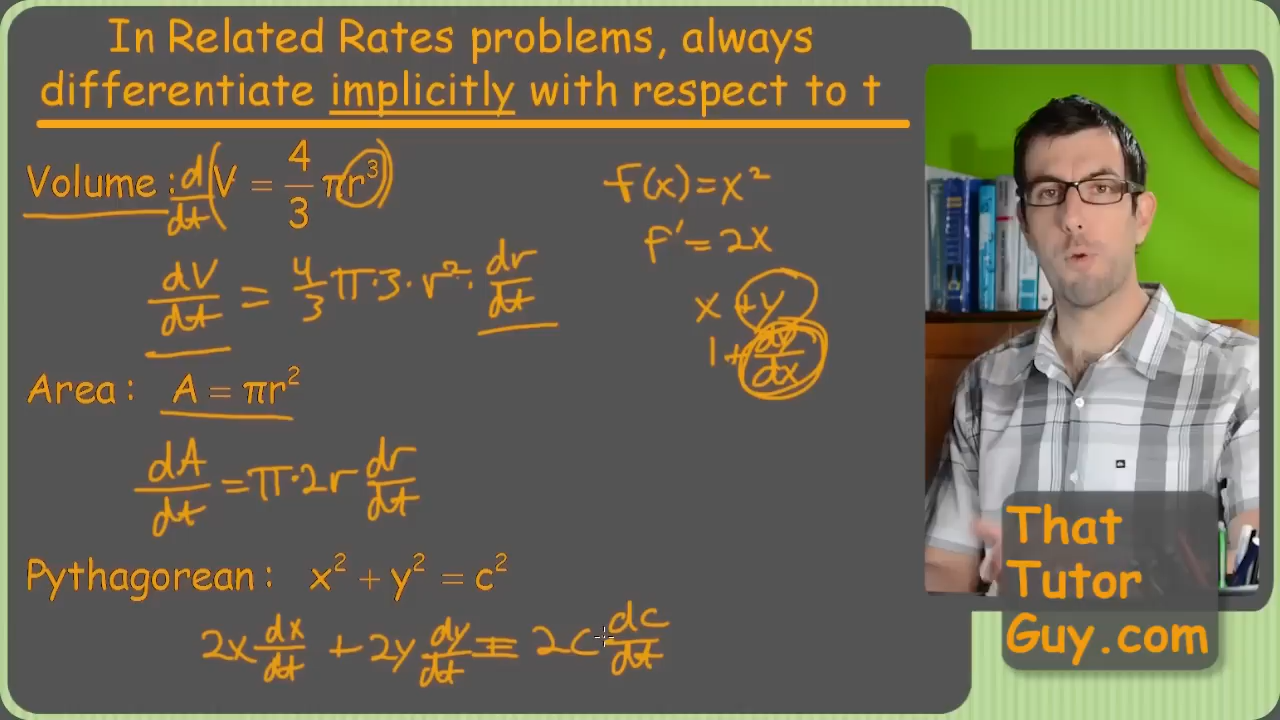 In Related Rates problems, always
differentiate implicitly with respect to t
Volume : d/dt (V = 4/3 πr³)
dV/dt = 4/3 π·3·r²· dr/dt
Area : A = πr²
dA/dt = π·2r dr/dt
Pythagorean : x² + y² = c²
2x dx/dt + 2y dy/dt = 2c dc/dt
f(x) = x²
f' = 2x
x + y
1 + dy/dx
That
Tutor
Guy.com